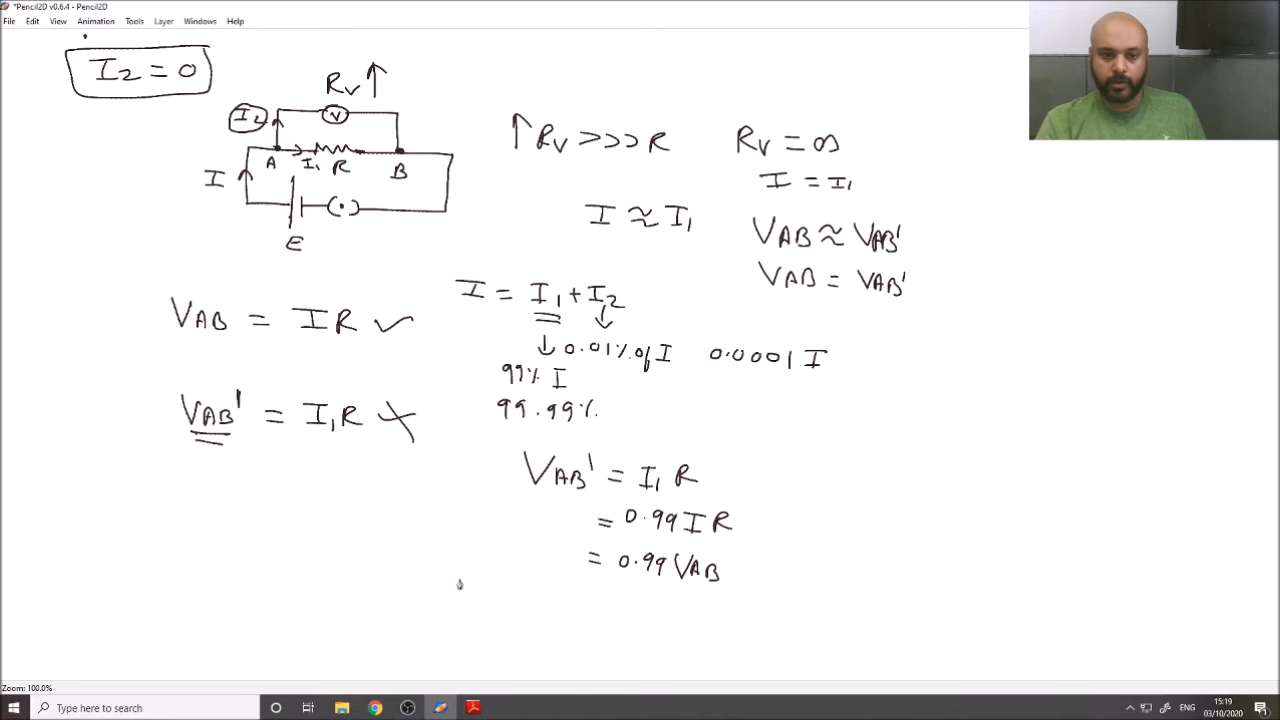 *Pencil2D v0.6.4 - Pencil2D
File Edit View Animation Tools Layer Windows Help
I2 = 0
RV ↑
I2
V
A I1 R B
I
E
↑ RV >>> R
RV = ∞
I = I1
I ≈ I1
VAB ≈ VAB'
VAB = VAB'
I = I1 + I2
↓ 0.01% of I 0.0001 I
99% I
99.99%
VAB = IR ✓
VAB' = I1R ✗
VAB' = I1 R
= 0.99 I R
= 0.99 VAB
Zoom: 100.0%
Type here to search
ENG
15:19
03/10/2020